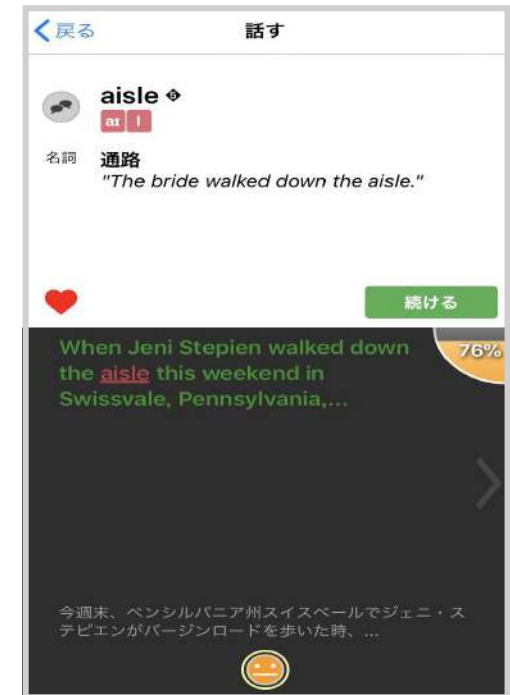 戻る 話す
aisle 5
aɪ l
名詞 通路
"The bride walked down the aisle."
続ける
When Jeni Stepien walked down
the aisle this weekend in
Swissvale, Pennsylvania,...
76%
今週末、ペンシルバニア州スイスベールでジェニ・ス
テピエンがバージンロードを歩いた時、...